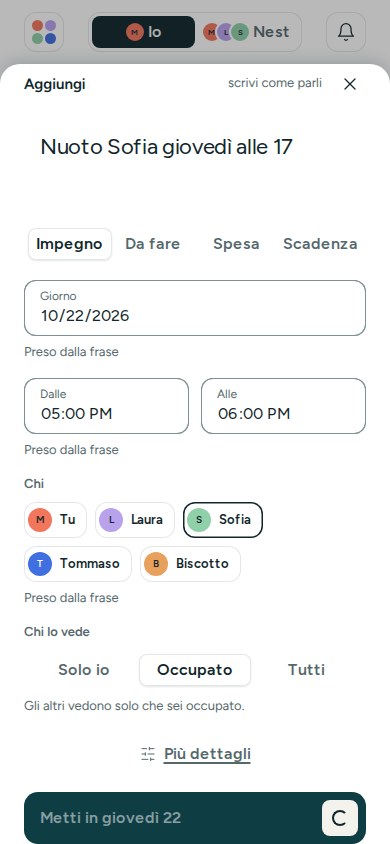 M Io M L S Nest
Aggiungi scrivi come parli
Nuoto Sofia giovedì alle 17
Impegno Da fare Spesa Scadenza
Giorno
10/22/2026
Preso dalla frase
Dalle Alle
05:00 PM 06:00 PM
Preso dalla frase
Chi
M Tu L Laura S Sofia
T Tommaso B Biscotto
Preso dalla frase
Chi lo vede
Solo io Occupato Tutti
Gli altri vedono solo che sei occupato.
Più dettagli
Metti in giovedì 22